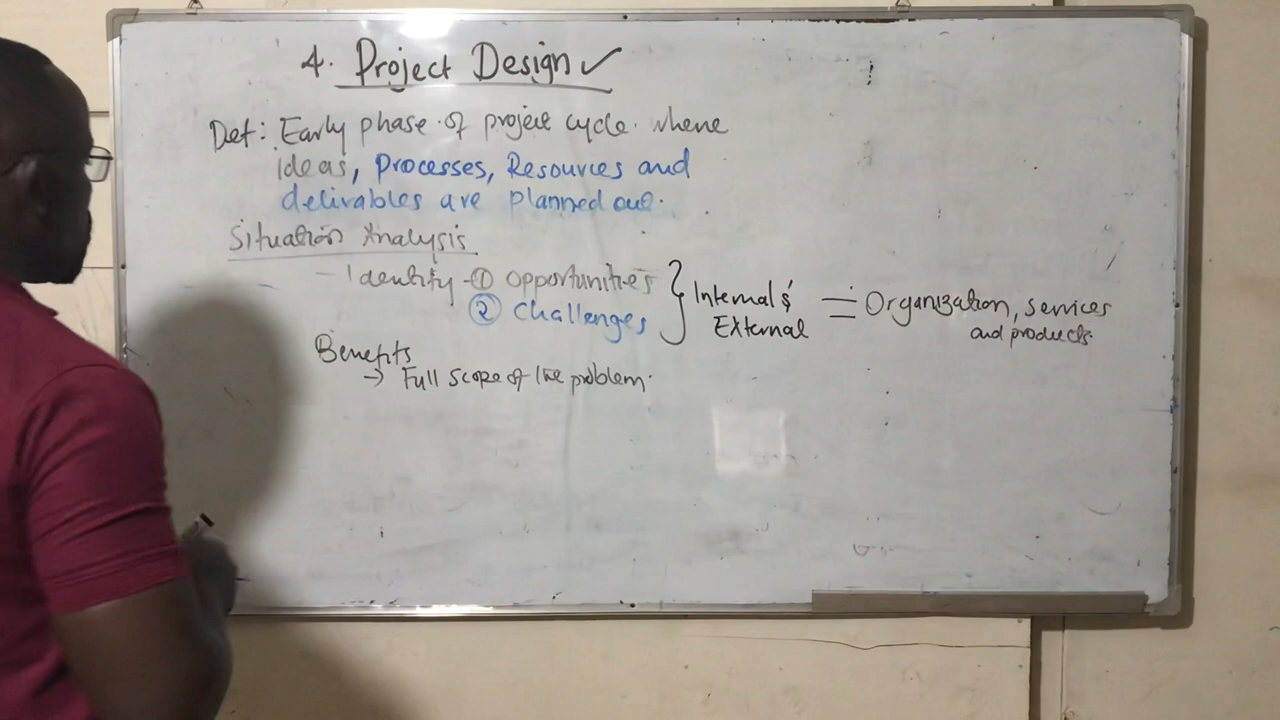 4. Project Design ✓
Def: Early phase of project cycle where
ideas, Processes, Resources and
delivables are planned out.
Situation Analysis
- Identify - ① opportunities
② Challenges
} Internal &
External
= Organization, services
and products
Benefits
→ Full scope of the problem.